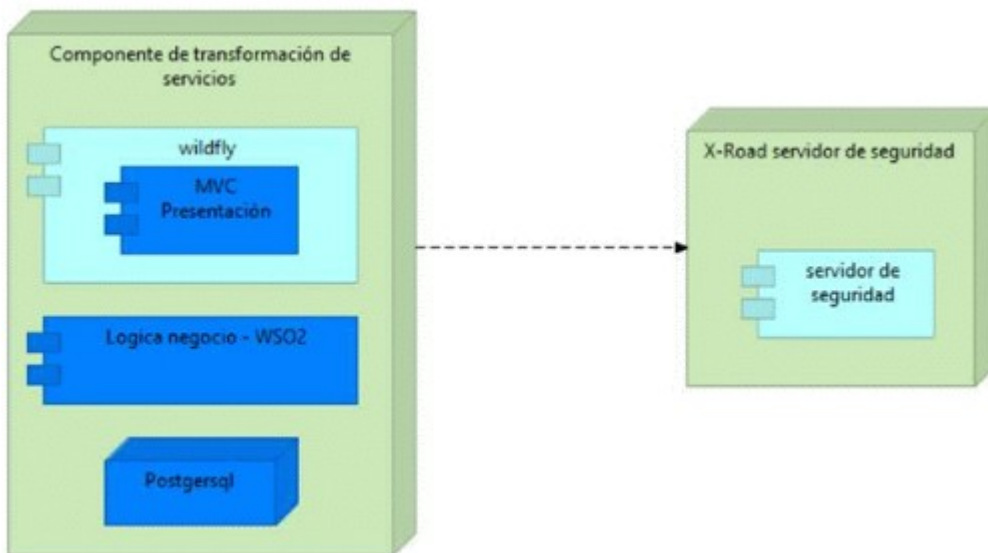 Componente de transformación de
servicios
wildfly
MVC
Presentación
Logica negocio - WSO2
Postgersql
X-Road servidor de seguridad
servidor de
seguridad